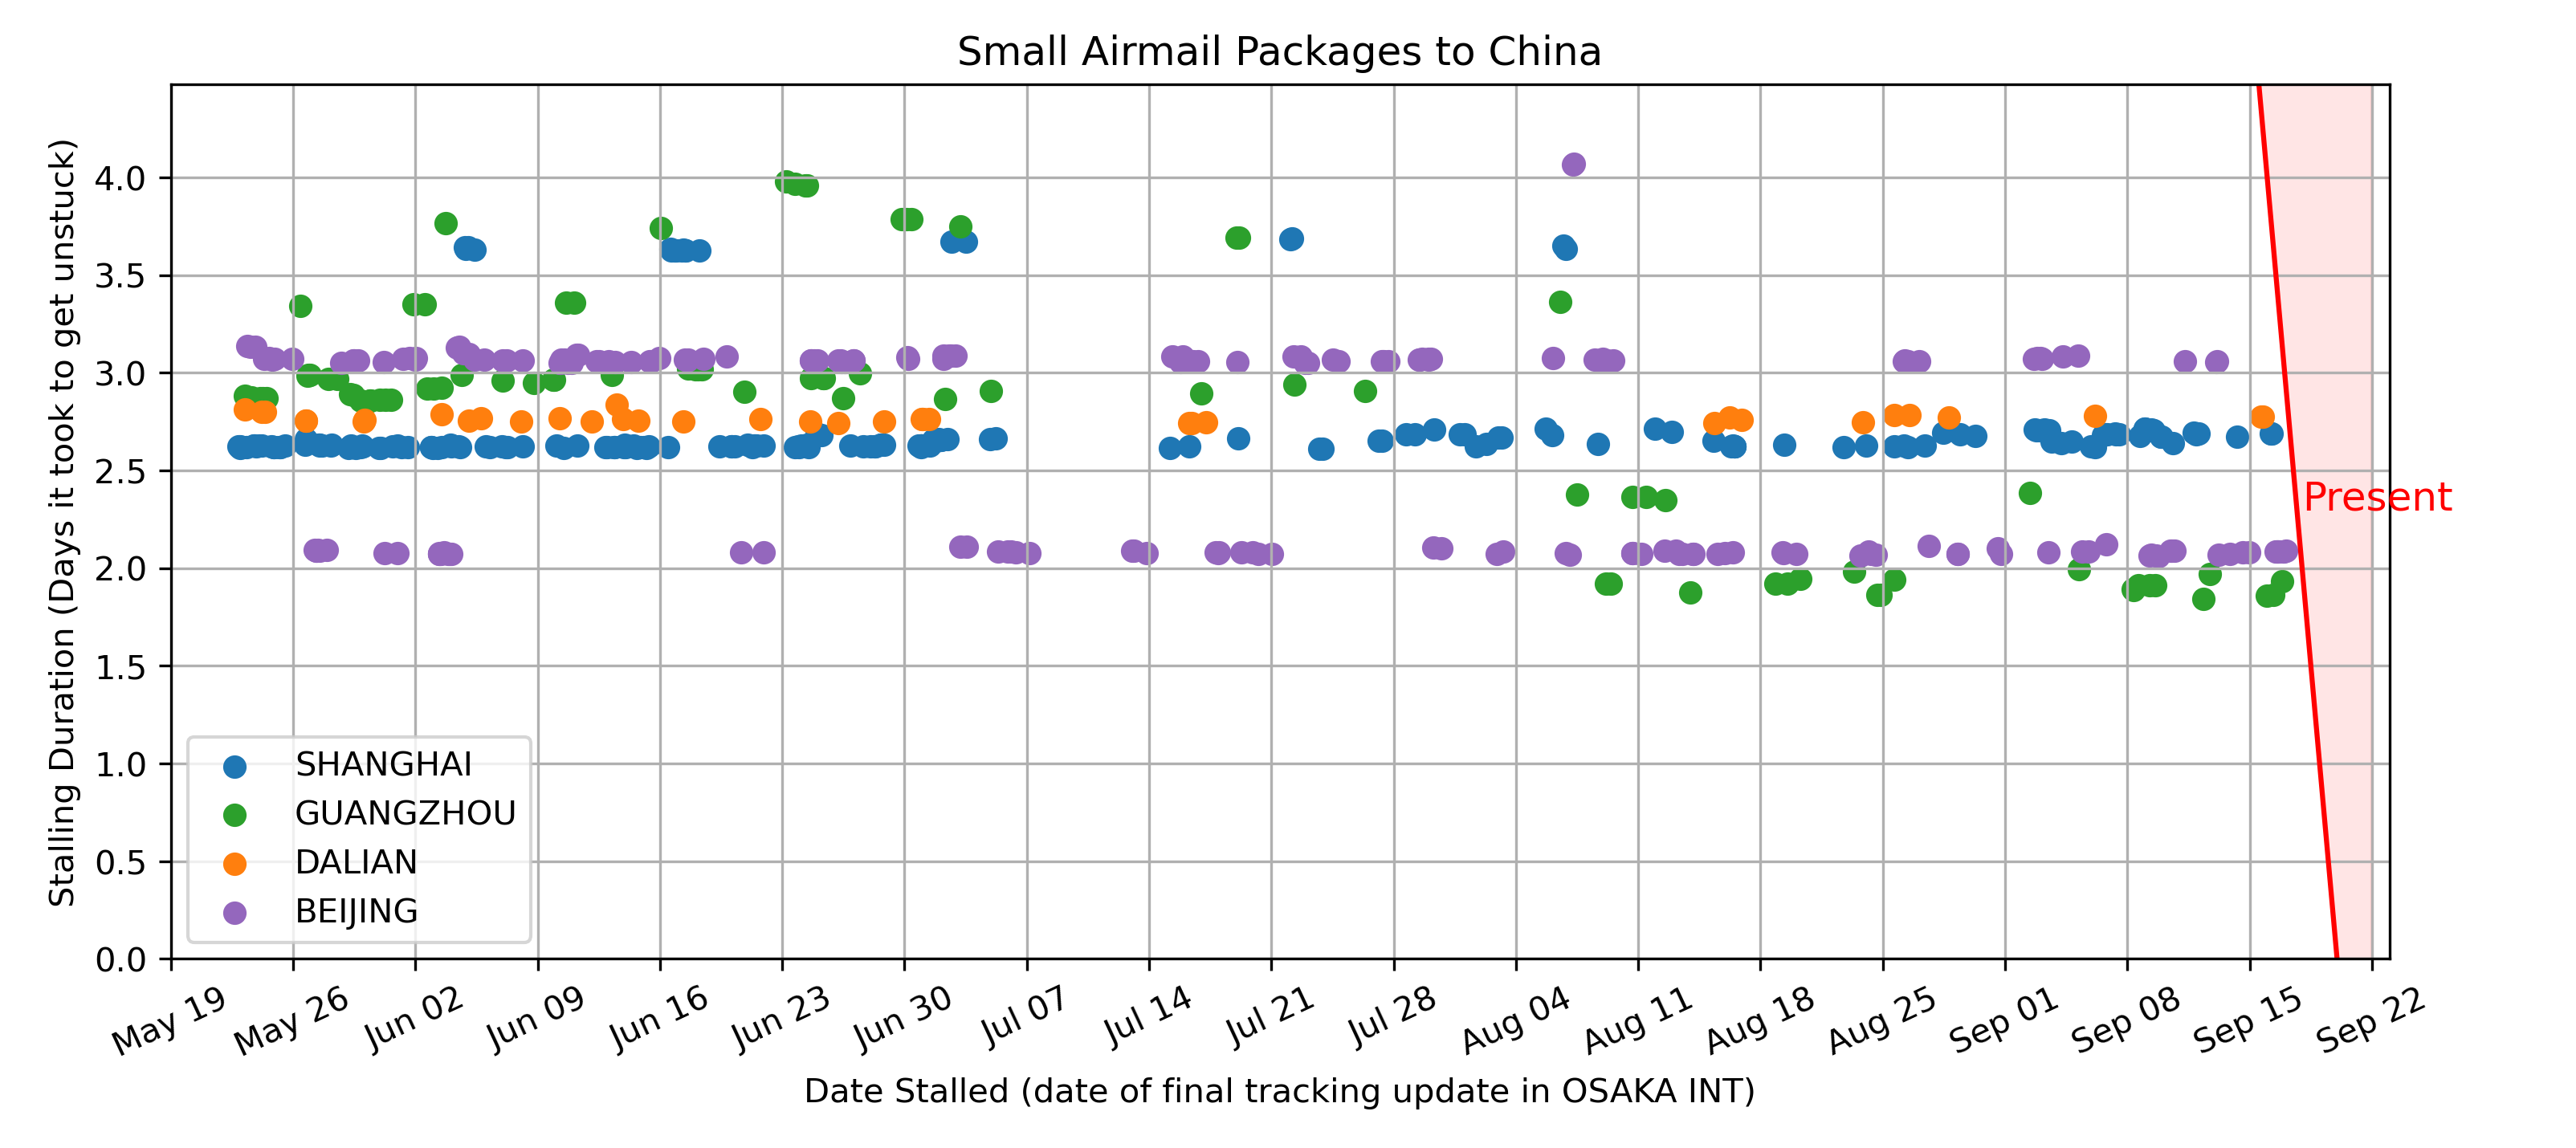 Small Airmail Packages to China
Stalling Duration (Days it took to get unstuck)
4.0
3.5
3.0
2.5
2.0
1.5
1.0
0.5
0.0
Present
SHANGHAI
GUANGZHOU
DALIAN
BEIJING
May 19
May 26
Jun 02
Jun 09
Jun 16
Jun 23
Jun 30
Jul 07
Jul 14
Jul 21
Jul 28
Aug 04
Aug 11
Aug 18
Aug 25
Sep 01
Sep 08
Sep 15
Sep 22
Date Stalled (date of final tracking update in OSAKA INT)